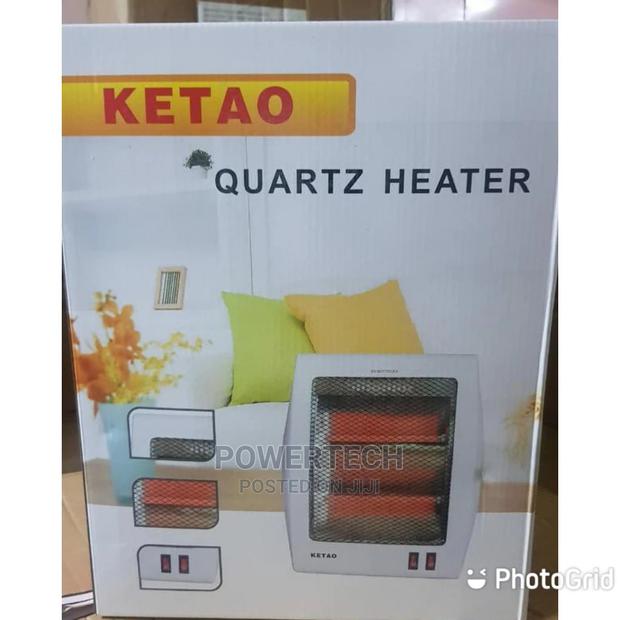 KETAO
QUARTZ HEATER
POWERTECH
POSTED ON JIJI
KETAO
PhotoGrid